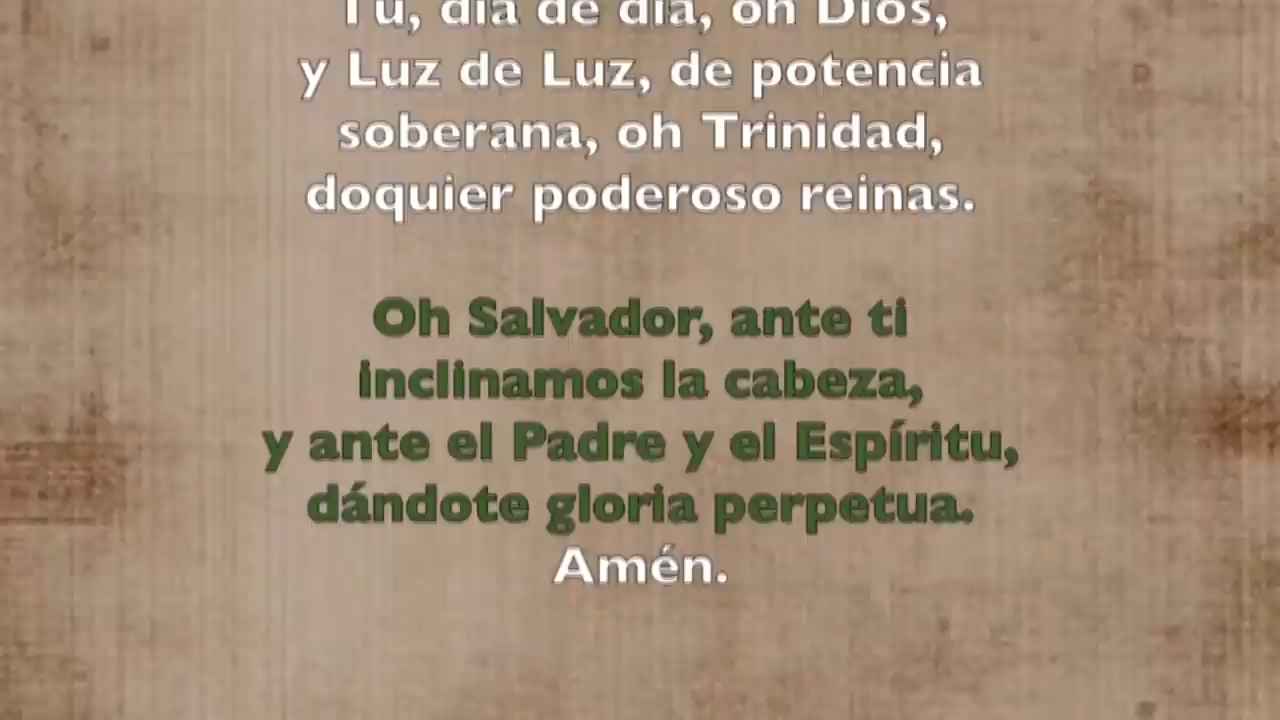 Tú, día de día, oh Dios,
y Luz de Luz, de potencia
soberana, oh Trinidad,
doquier poderoso reinas.
Oh Salvador, ante ti
inclinamos la cabeza,
y ante el Padre y el Espíritu,
dándote gloria perpetua.
Amén.